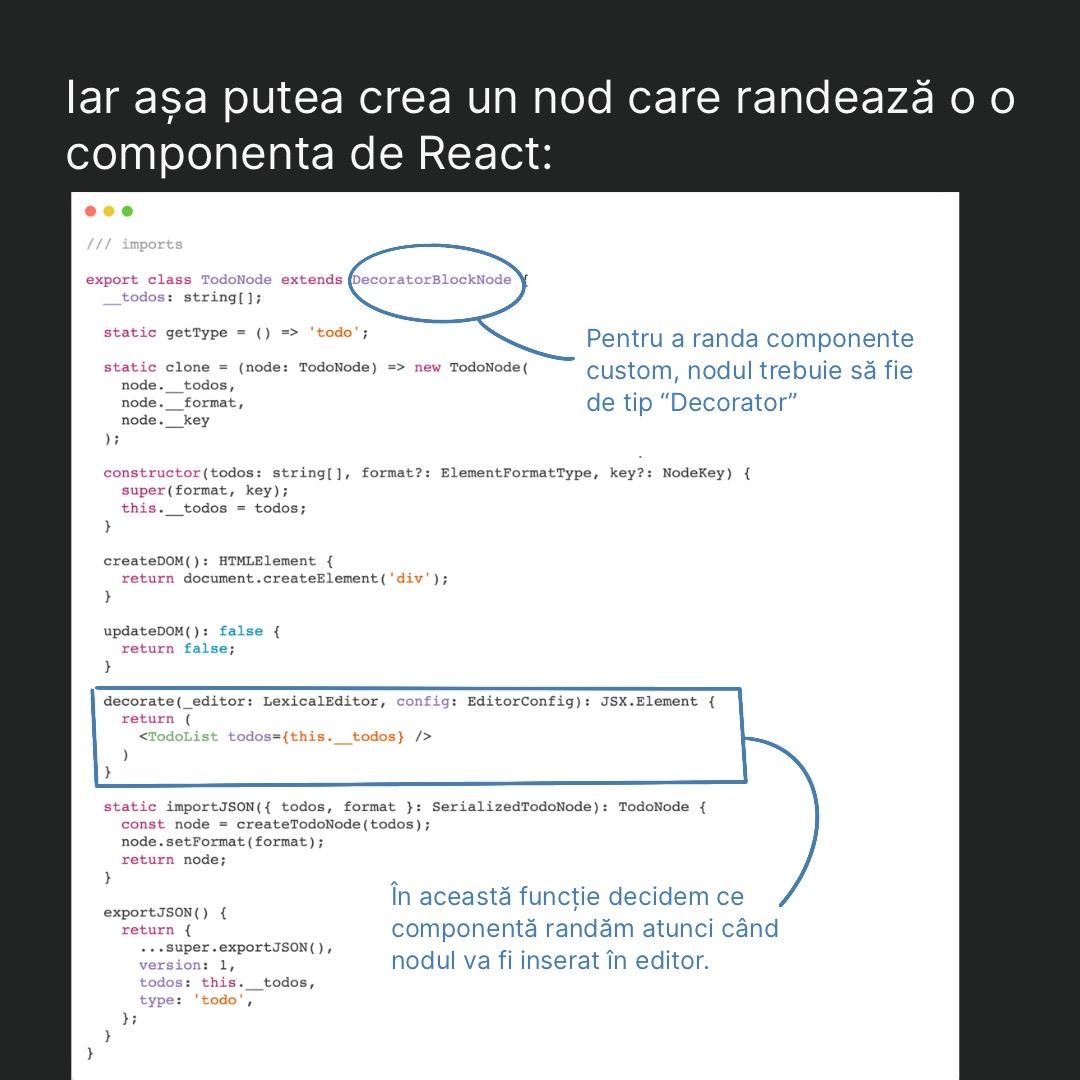 Iar așa putea crea un nod care randează o o
componenta de React:
/// imports
export class TodoNode extends DecoratorBlockNode {
__todos: string[];
static getType = () => 'todo';
static clone = (node: TodoNode) => new TodoNode(
node.__todos,
node.__format,
node.__key
);
Pentru a randa componente
custom, nodul trebuie să fie
de tip “Decorator”
constructor(todos: string[], format?: ElementFormatType, key?: NodeKey) {
super(format, key);
this.__todos = todos;
}
createDOM(): HTMLElement {
return document.createElement('div');
}
updateDOM(): false {
return false;
}
decorate(_editor: LexicalEditor, config: EditorConfig): JSX.Element {
return (
<TodoList todos={this.__todos} />
)
}
static importJSON({ todos, format }: SerializedTodoNode): TodoNode {
const node = createTodoNode(todos);
node.setFormat(format);
return node;
}
În această funcție decidem ce
componentă randăm atunci când
nodul va fi inserat în editor.
exportJSON() {
return {
...super.exportJSON(),
version: 1,
todos: this.__todos,
type: 'todo',
};
}
}